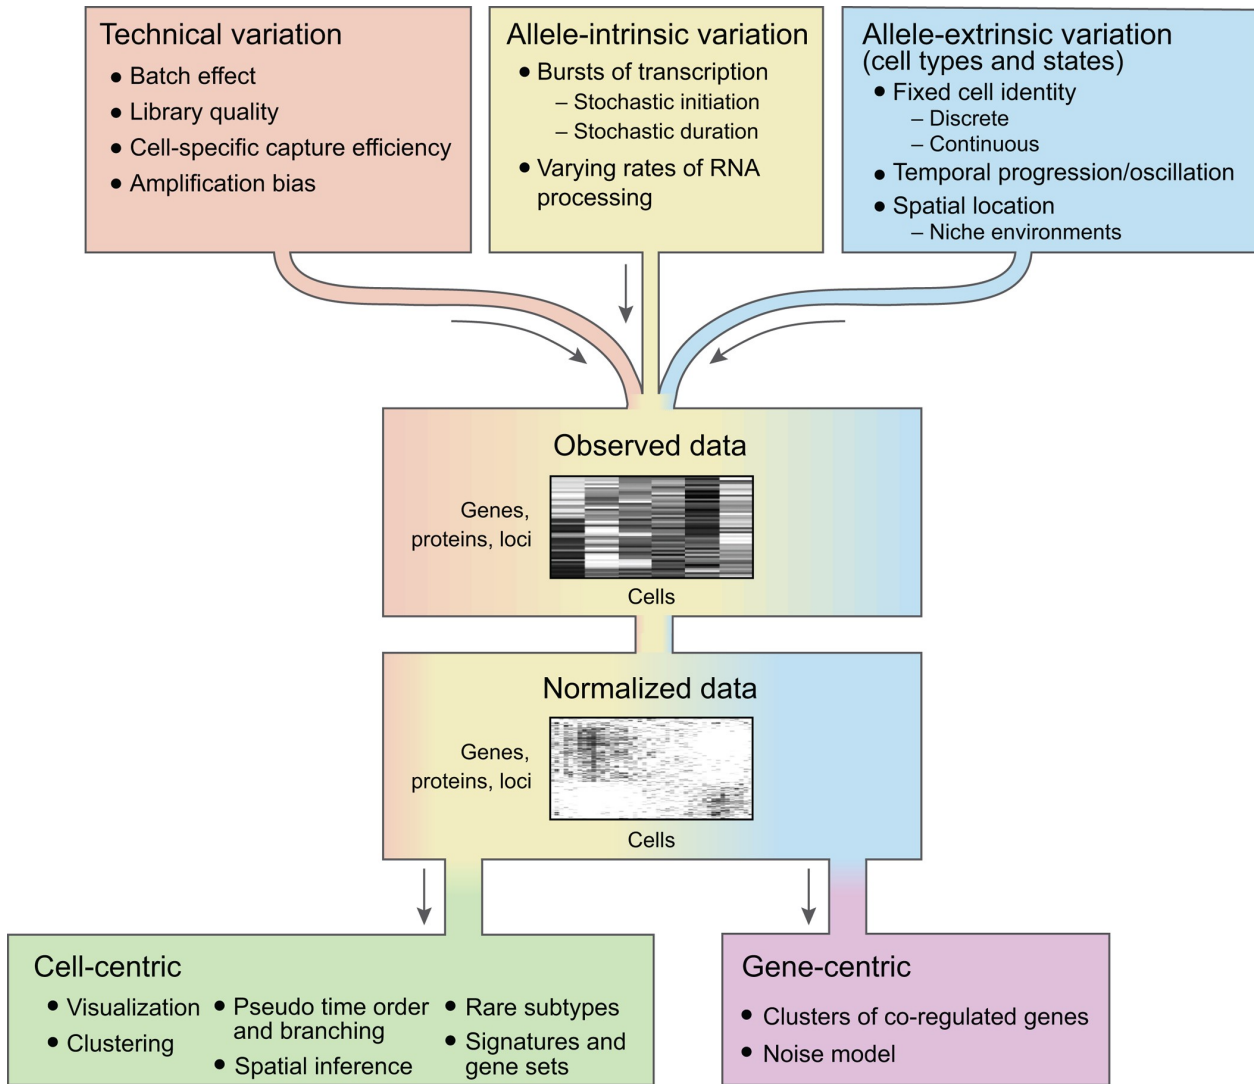 Technical variation
• Batch effect
• Library quality
• Cell-specific capture efficiency
• Amplification bias
Allele-intrinsic variation
• Bursts of transcription
– Stochastic initiation
– Stochastic duration
• Varying rates of RNA
processing
Allele-extrinsic variation
(cell types and states)
• Fixed cell identity
– Discrete
– Continuous
• Temporal progression/oscillation
• Spatial location
– Niche environments
Observed data
Genes,
proteins, loci
Cells
Normalized data
Genes,
proteins, loci
Cells
Cell-centric
• Visualization
• Clustering
• Pseudo time order
and branching
• Spatial inference
• Rare subtypes
• Signatures and
gene sets
Gene-centric
• Clusters of co-regulated genes
• Noise model